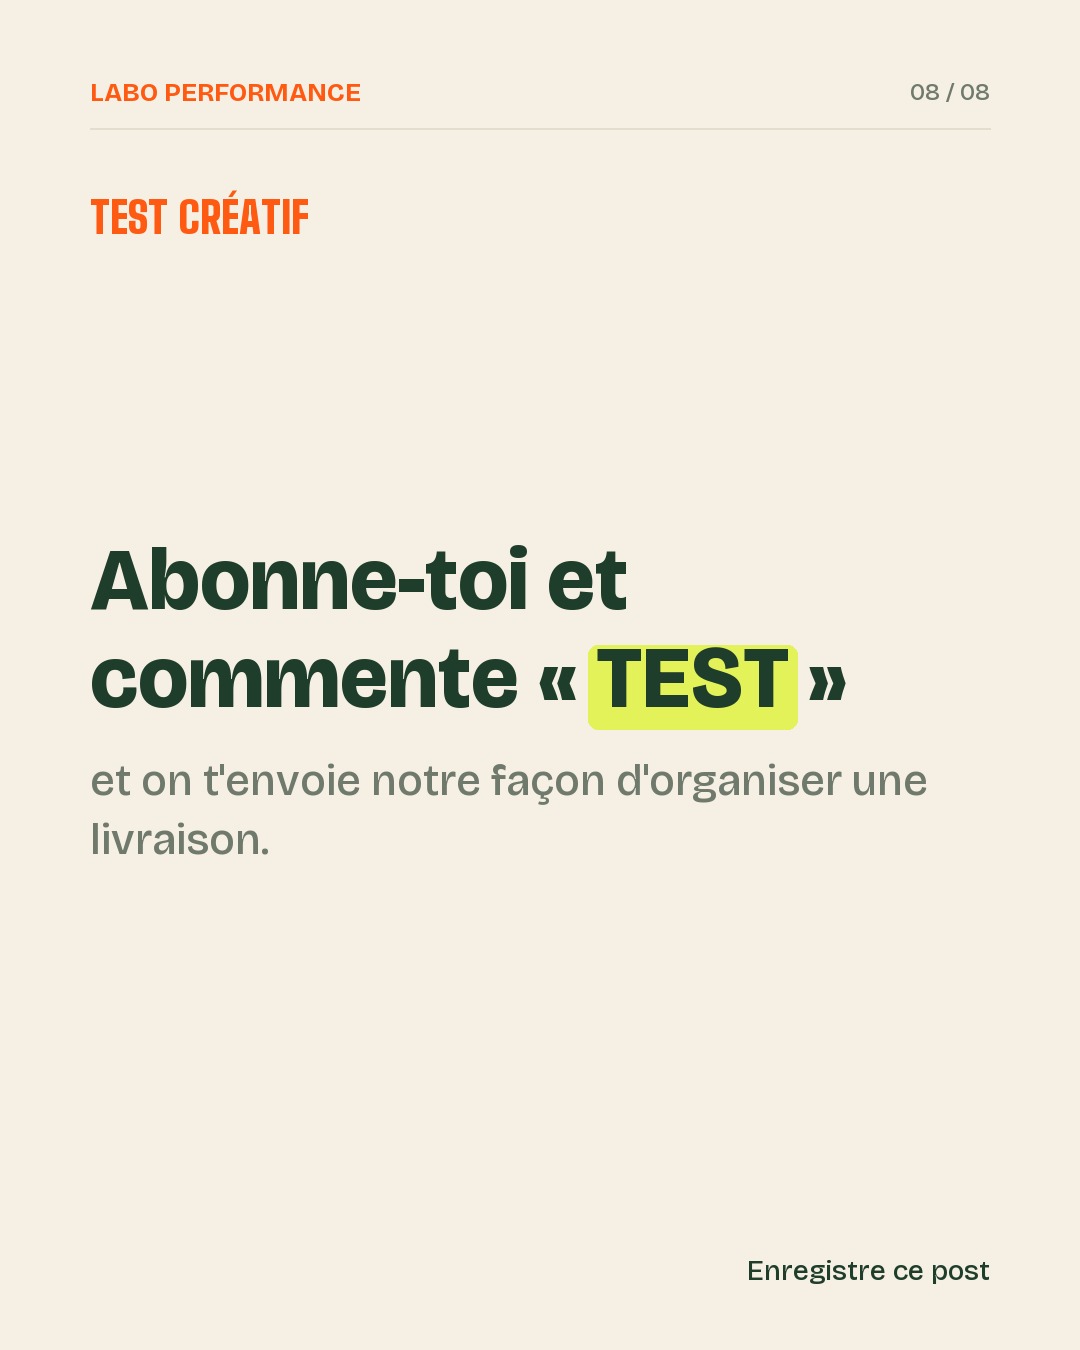 LABO PERFORMANCE
08 / 08
TEST CRÉATIF
Abonne-toi et
commente « TEST »
et on t'envoie notre façon d'organiser une
livraison.
Enregistre ce post